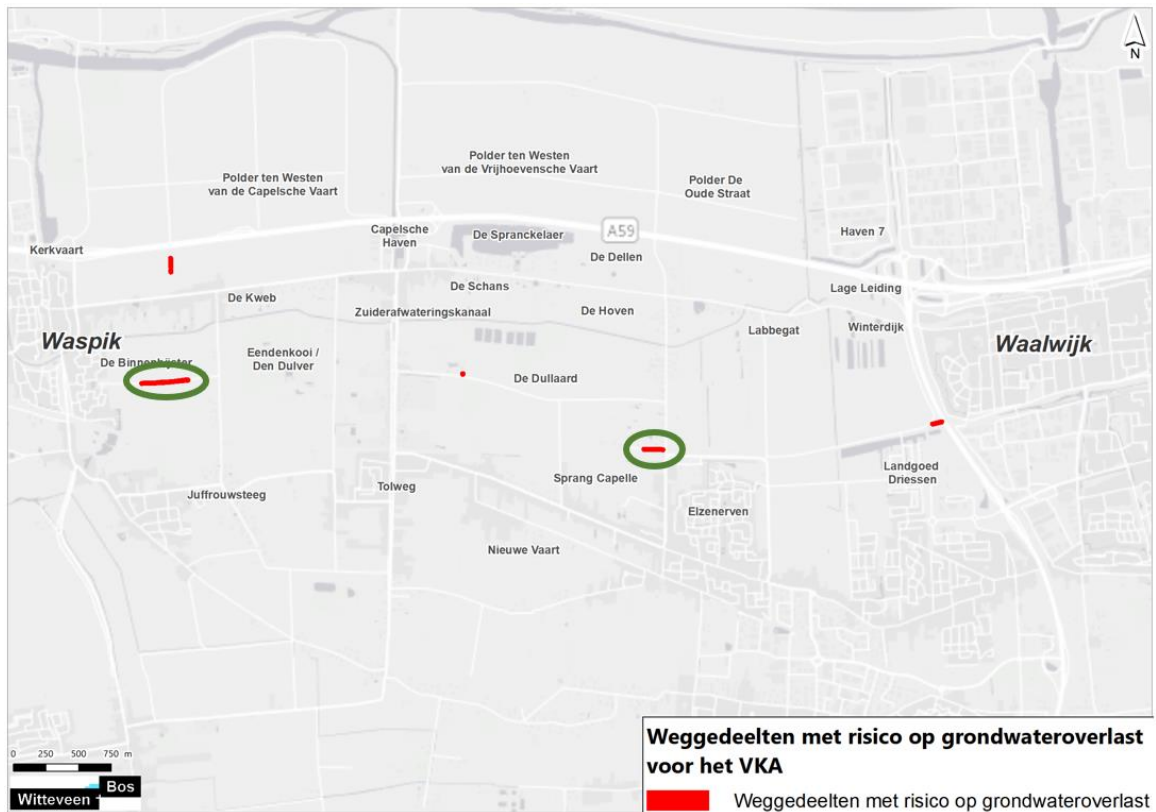 N
Polder ten Westen
van de Vrijhoevensche Vaart
Polder ten Westen
van de Capelsche Vaart
Polder De
Oude Straat
Kerkvaart
Capelsche
Haven
De Spranckelaer
A59
Haven 7
De Dellen
De Kweb
De Schans
Lage Leiding
Zuiderafwateringskanaal
De Hoven
Labbegat
Winterdijk
Waspik
Waalwijk
De Binnenbijster
Eendenkooi /
Den Dulver
De Dullaard
Sprang Capelle
Landgoed
Driessen
Juffrouwsteeg
Tolweg
Elzenerven
Nieuwe Vaart
0 250 500 750 m
Witteveen + Bos
Weggedeelten met risico op grondwateroverlast
voor het VKA
Weggedeelten met risico op grondwateroverlast